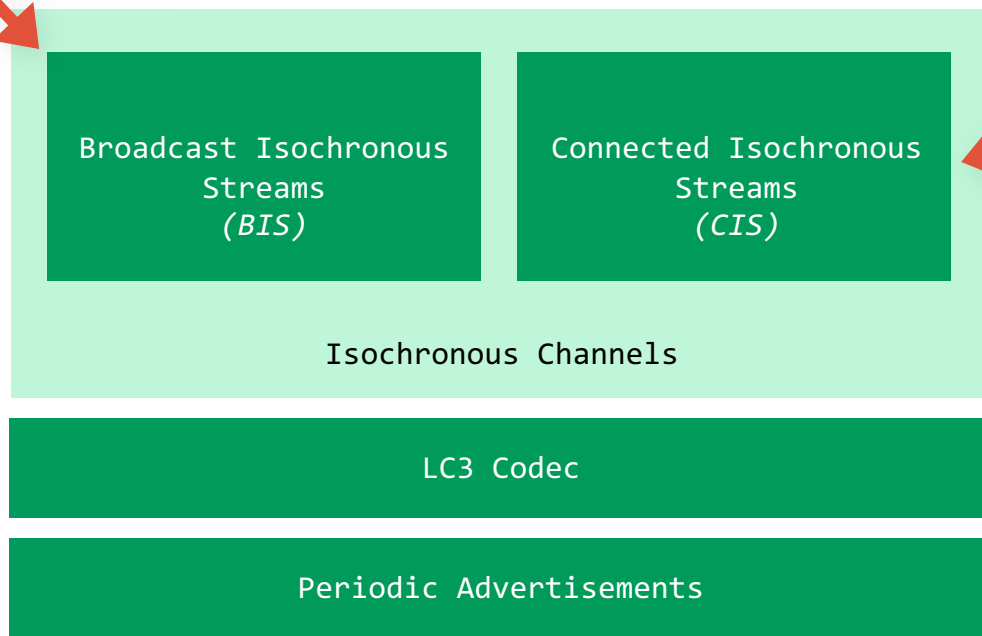 Broadcast Isochronous
Streams
(BIS)
Connected Isochronous
Streams
(CIS)
Isochronous Channels
LC3 Codec
Periodic Advertisements